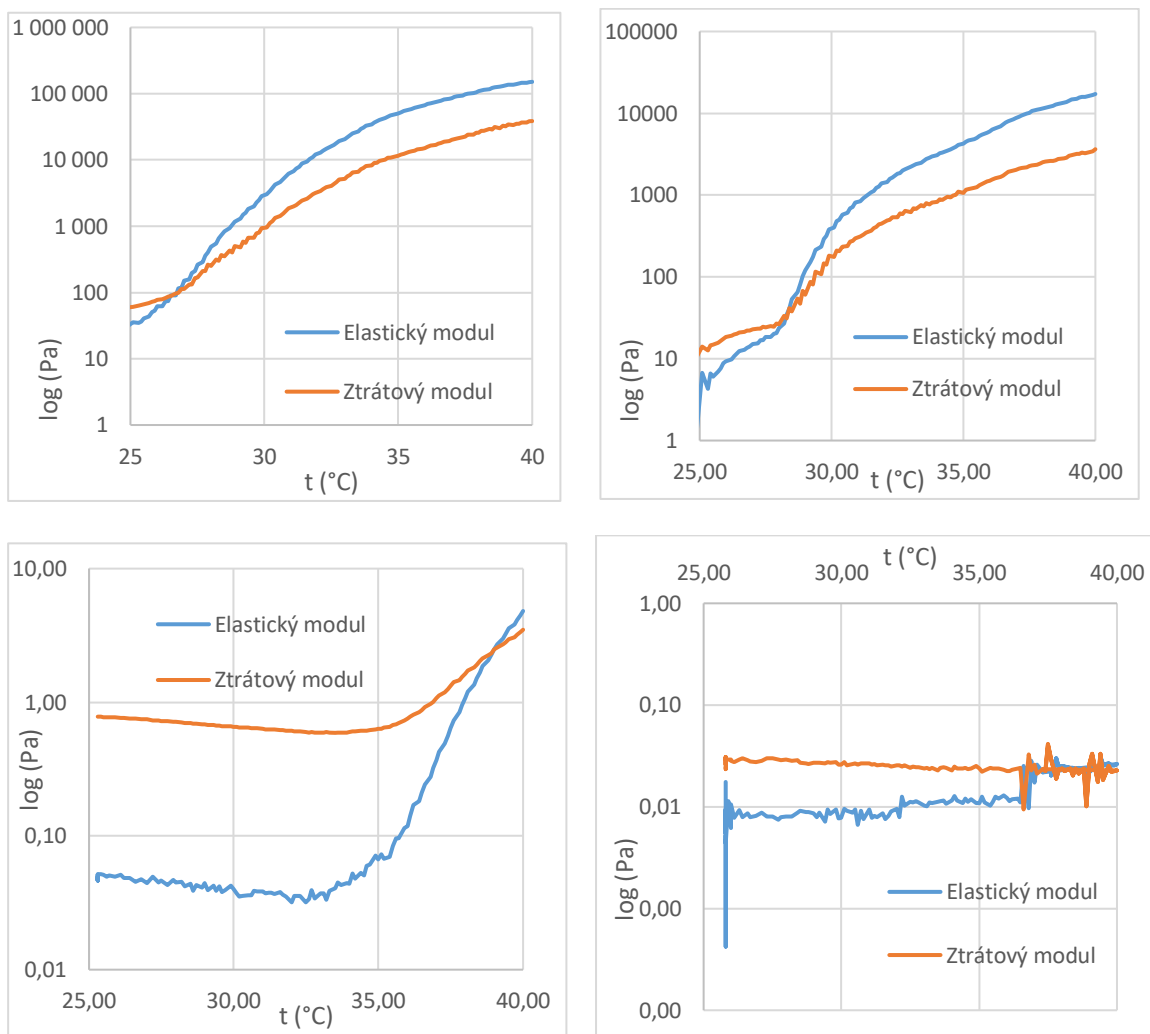 1 000 000
100 000
10 000
1 000
100
10
1
log (Pa)
25
30
35
40
t (°C)
Elastický modul
Ztrátový modul
100000
10000
1000
100
10
1
log (Pa)
25,00
30,00
35,00
40,00
t (°C)
Elastický modul
Ztrátový modul
10,00
1,00
0,10
0,01
log (Pa)
25,00
30,00
35,00
40,00
t (°C)
Elastický modul
Ztrátový modul
t (°C)
25,00
30,00
35,00
40,00
1,00
0,10
0,01
0,00
0,00
log (Pa)
Elastický modul
Ztrátový modul